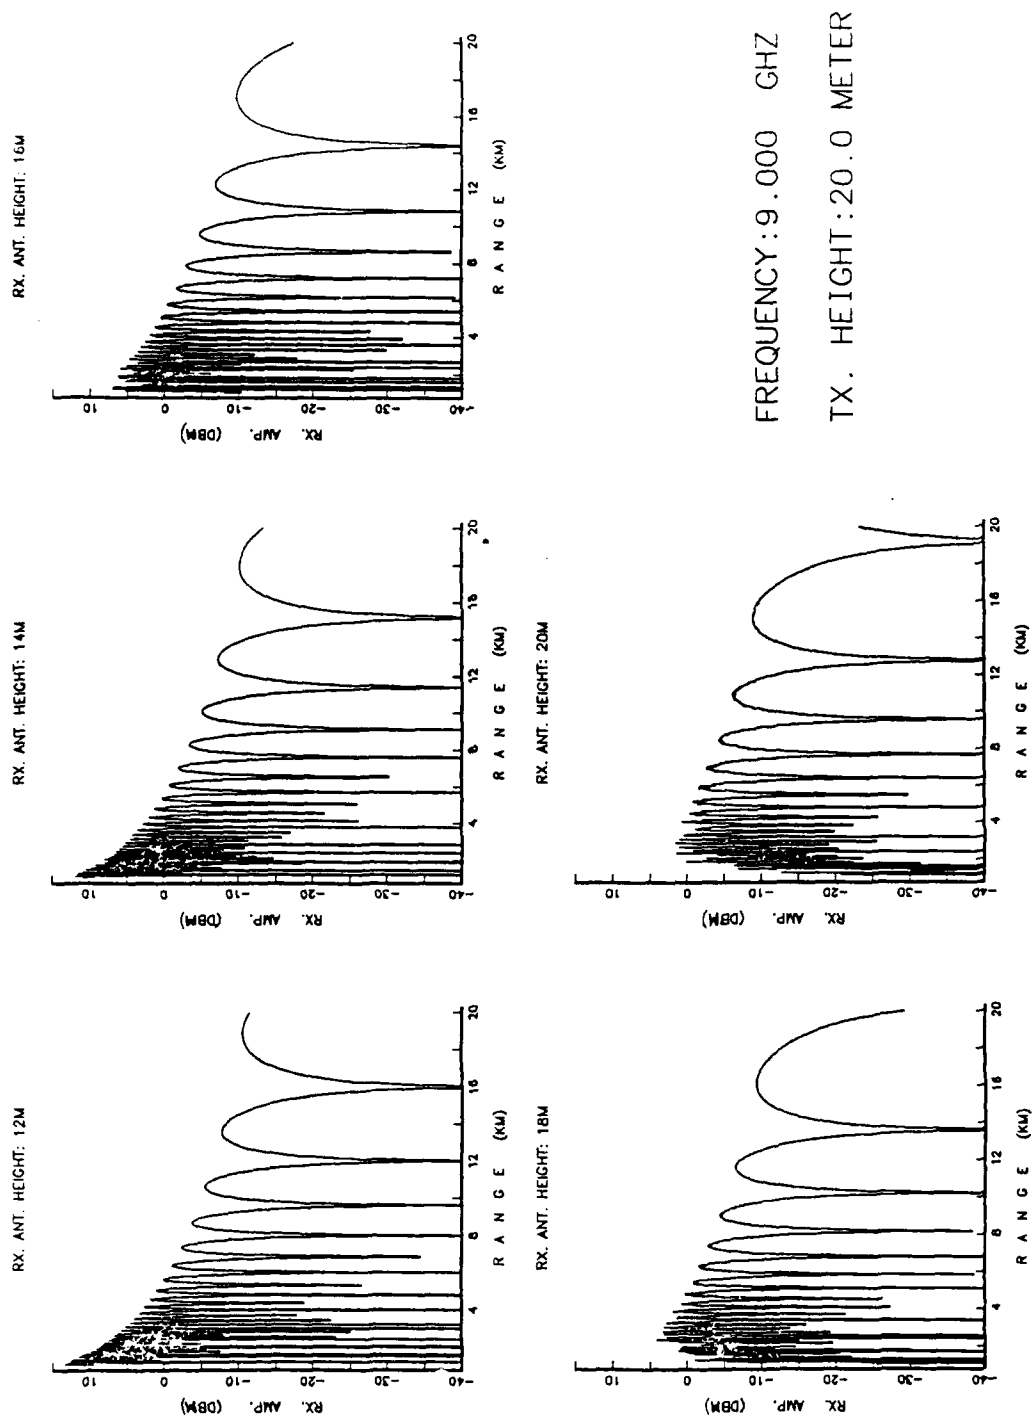 RX. ANT. HEIGHT: 12M
RX. AMP. (DBM)
10
0
-10
-20
-30
-40
4 8 12 16 20
R A N G E (KM)
RX. ANT. HEIGHT: 14M
RX. AMP. (DBM)
10
0
-10
-20
-30
-40
4 8 12 16 20
R A N G E (KM)
RX. ANT. HEIGHT: 16M
RX. AMP. (DBM)
10
0
-10
-20
-30
-40
4 8 12 16 20
R A N G E (KM)
RX. ANT. HEIGHT: 18M
RX. AMP. (DBM)
10
0
-10
-20
-30
-40
4 8 12 16 20
R A N G E (KM)
RX. ANT. HEIGHT: 20M
RX. AMP. (DBM)
10
0
-10
-20
-30
-40
4 8 12 16 20
R A N G E (KM)
FREQUENCY:9.000 GHZ
TX. HEIGHT:20.0 METER